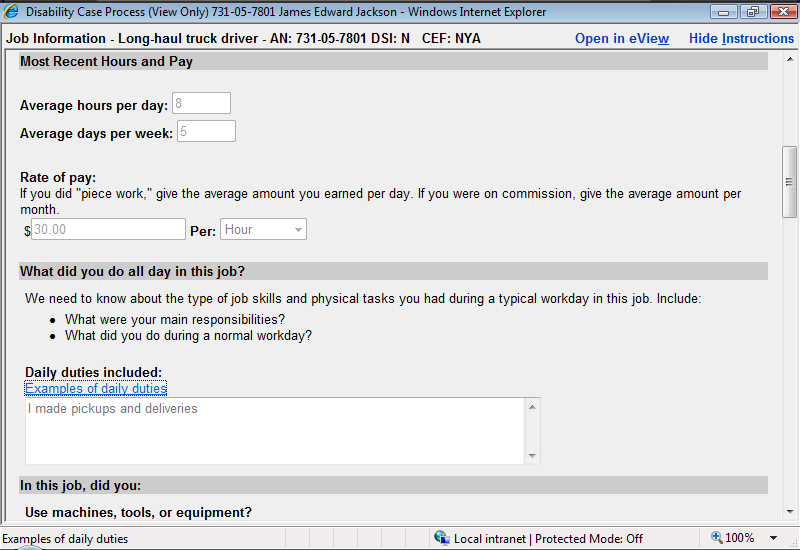 Disability Case Process (View Only) 731-05-7801 James Edward Jackson - Windows Internet Explorer
Job Information - Long-haul truck driver - AN: 731-05-7801 DSI: N CEF: NYA Open in eView Hide Instructions
Most Recent Hours and Pay
Average hours per day: 8
Average days per week: 5
Rate of pay:
If you did "piece work," give the average amount you earned per day. If you were on commission, give the average amount per
month.
$30.00 Per: Hour
What did you do all day in this job?
We need to know about the type of job skills and physical tasks you had during a typical workday in this job. Include:
• What were your main responsibilities?
• What did you do during a normal workday?
Daily duties included:
Examples of daily duties
I made pickups and deliveries
In this job, did you:
Use machines, tools, or equipment?
Examples of daily duties Local intranet | Protected Mode: Off 100%